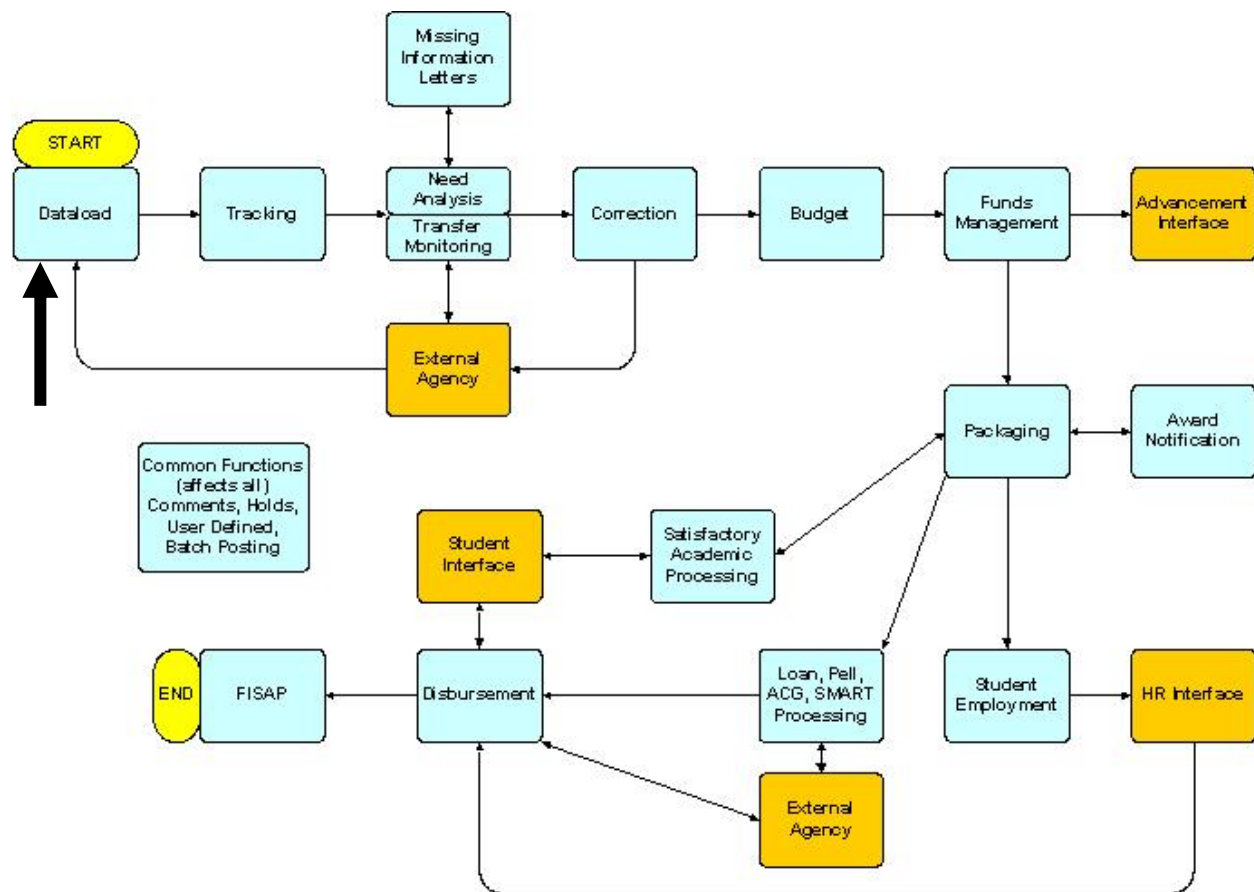 Missing
Information
Letters
START
Dataload
Tracking
Need
Analysis
Transfer
Monitoring
Correction
Budget
Funds
Management
Advancement
Interface
External
Agency
Packaging
Award
Notification
Common Functions
(affects all)
Comments, Holds,
User Defined,
Batch Posting
Student
Interface
Satisfactory
Academic
Processing
END
FISAP
Disbursement
Loan, Pell,
ACG, SMART
Processing
Student
Employment
HR Interface
External
Agency